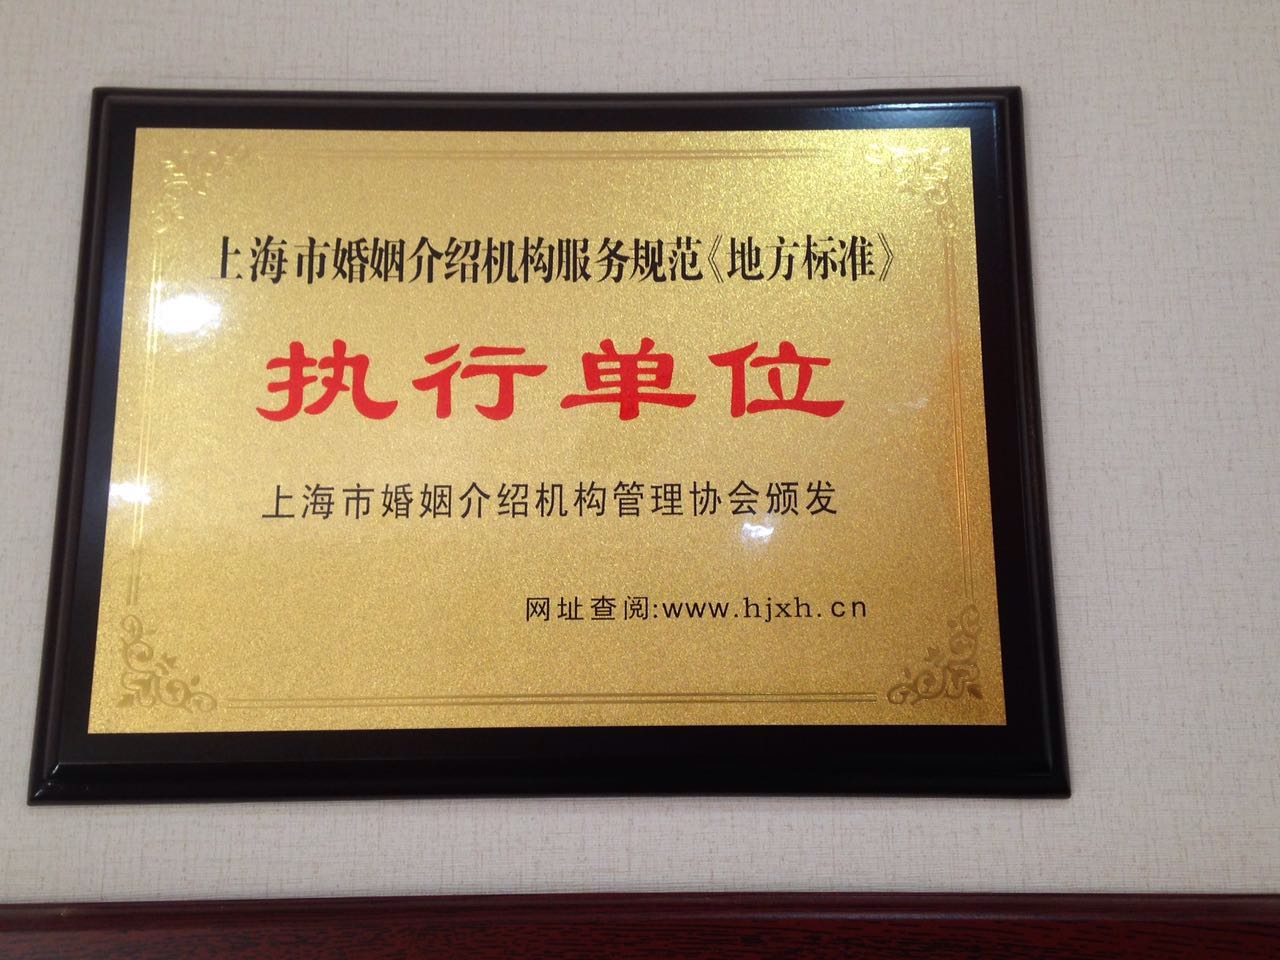 上海市婚姻介绍机构服务规范《地方标准》
执行单位
上海市婚姻介绍机构管理协会颁发
网址查阅:www.hjxh.cn